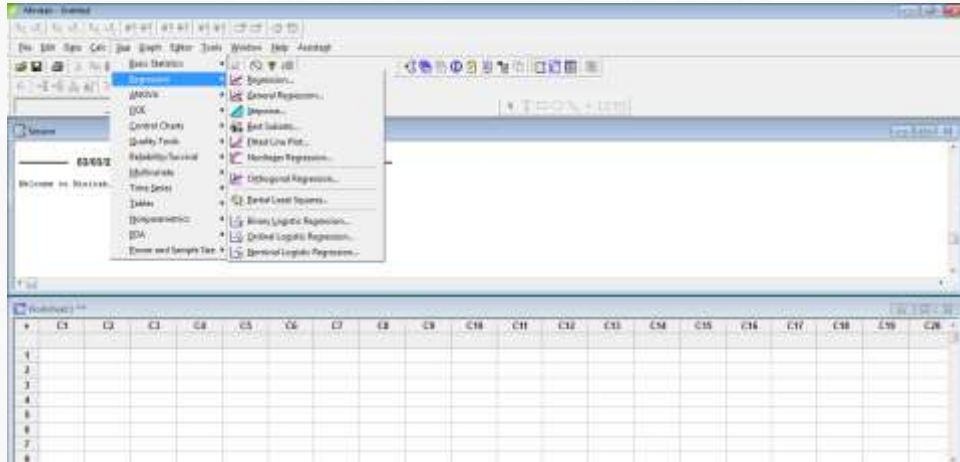 Minitab - Untitled
File Edit Data Calc Stat Graph Editor Tools Window Help Assistant
Basic Statistics
Regression
ANOVA
DOE
Control Charts
Quality Tools
Reliability/Survival
Multivariate
Time Series
Tables
Nonparametrics
EDA
Power and Sample Size
Regression...
General Regression...
Stepwise...
Best Subsets...
Fitted Line Plot...
Nonlinear Regression...
Orthogonal Regression...
Partial Least Squares...
Binary Logistic Regression...
Ordinal Logistic Regression...
Nominal Logistic Regression...
Session
Welcome to Minitab,
Worksheet1 ***
C1 C2 C3 C4 C5 C6 C7 C8 C9 C10 C11 C12 C13 C14 C15 C16 C17 C18 C19 C20
1
2
3
4
5
6
7
8